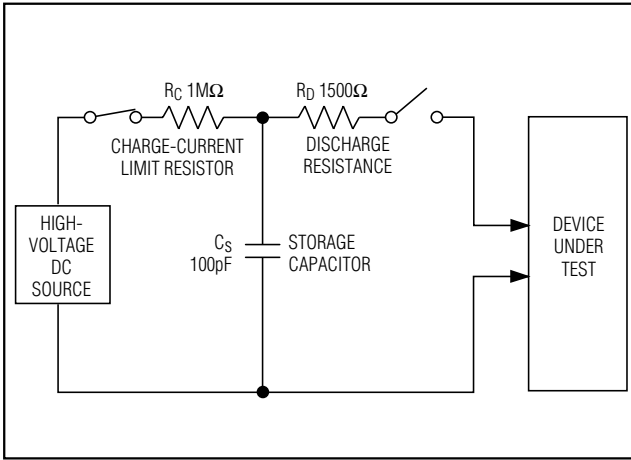 R_C 1MΩ
CHARGE-CURRENT
LIMIT RESISTOR
R_D 1500Ω
DISCHARGE
RESISTANCE
HIGH-
VOLTAGE
DC
SOURCE
C_S
100pF
STORAGE
CAPACITOR
DEVICE
UNDER
TEST